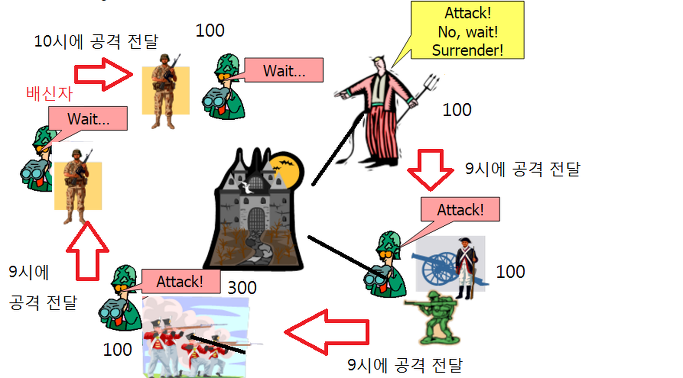 Attack!
No, wait!
Surrender!
100
10시에 공격 전달
Wait...
배신자
Wait...
100
9시에 공격 전달
Attack!
100
9시에
공격 전달
Attack!
300
100
9시에 공격 전달